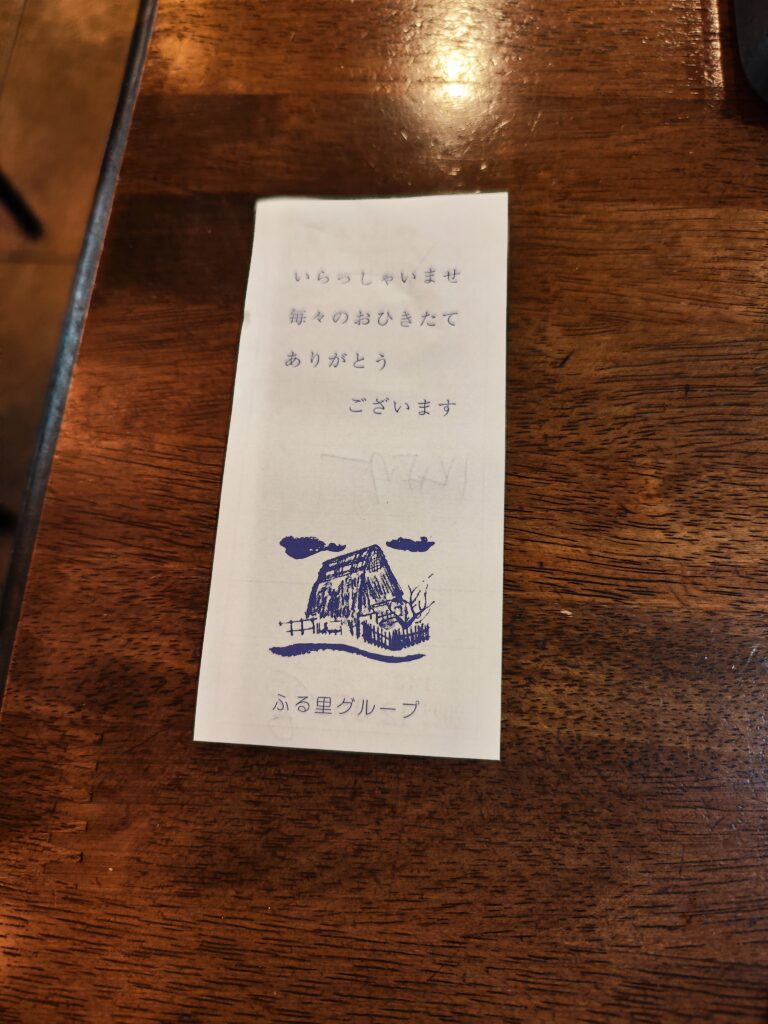 いらっしゃいませ
毎々のおひきたて
ありがとう
ございます
ふる里グループ